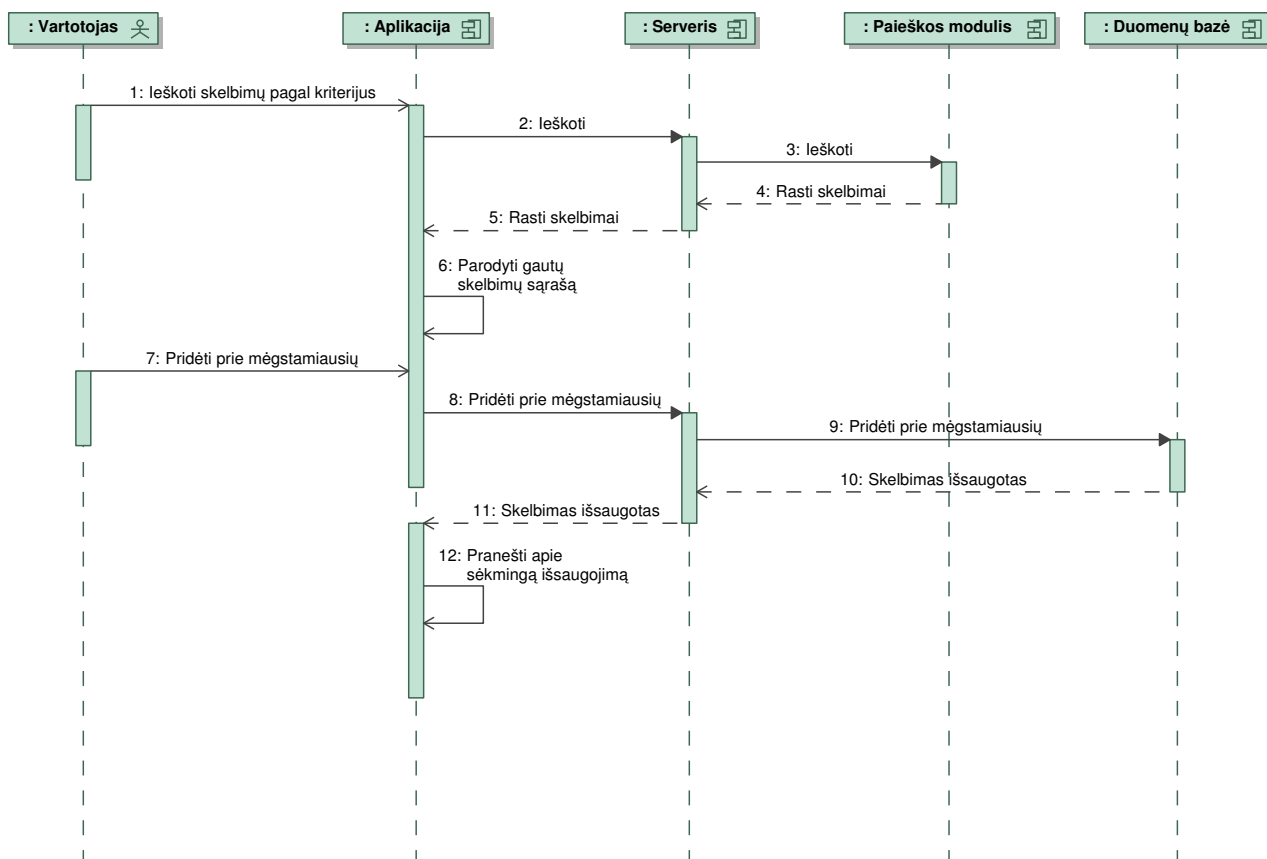 : Vartotojas
: Aplikacija
: Serveris
: Paieškos modulis
: Duomenų bazė
1: Ieškoti skelbimų pagal kriterijus
2: Ieškoti
3: Ieškoti
4: Rasti skelbimai
5: Rasti skelbimai
6: Parodyti gautų
skelbimų sąrašą
7: Pridėti prie mėgstamiausių
8: Pridėti prie mėgstamiausių
9: Pridėti prie mėgstamiausių
10: Skelbimas išsaugotas
11: Skelbimas išsaugotas
12: Pranešti apie
sėkmingą išsaugojimą